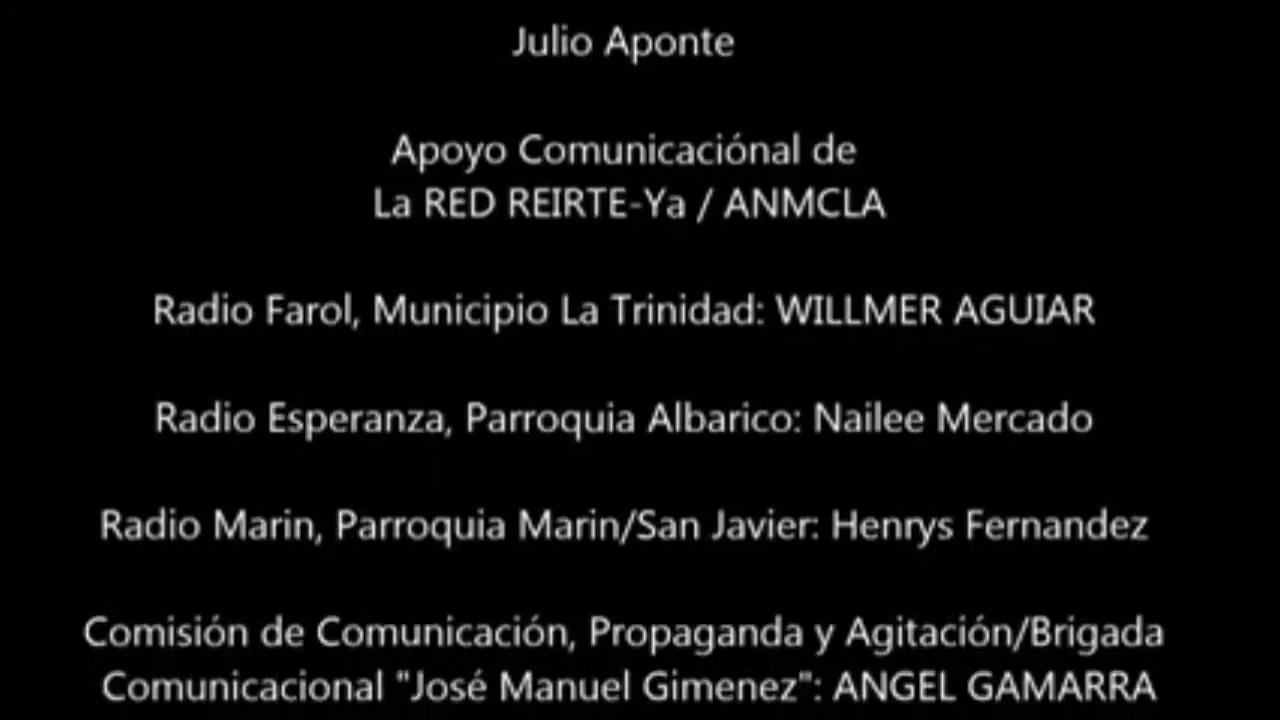 Julio Aponte
Apoyo Comunicaciónal de
La RED REIRTE-Ya / ANMCLA
Radio Farol, Municipio La Trinidad: WILLMER AGUIAR
Radio Esperanza, Parroquia Albarico: Nailee Mercado
Radio Marin, Parroquia Marin/San Javier: Henrys Fernandez
Comisión de Comunicación, Propaganda y Agitación/Brigada
Comunicacional "José Manuel Gimenez": ANGEL GAMARRA